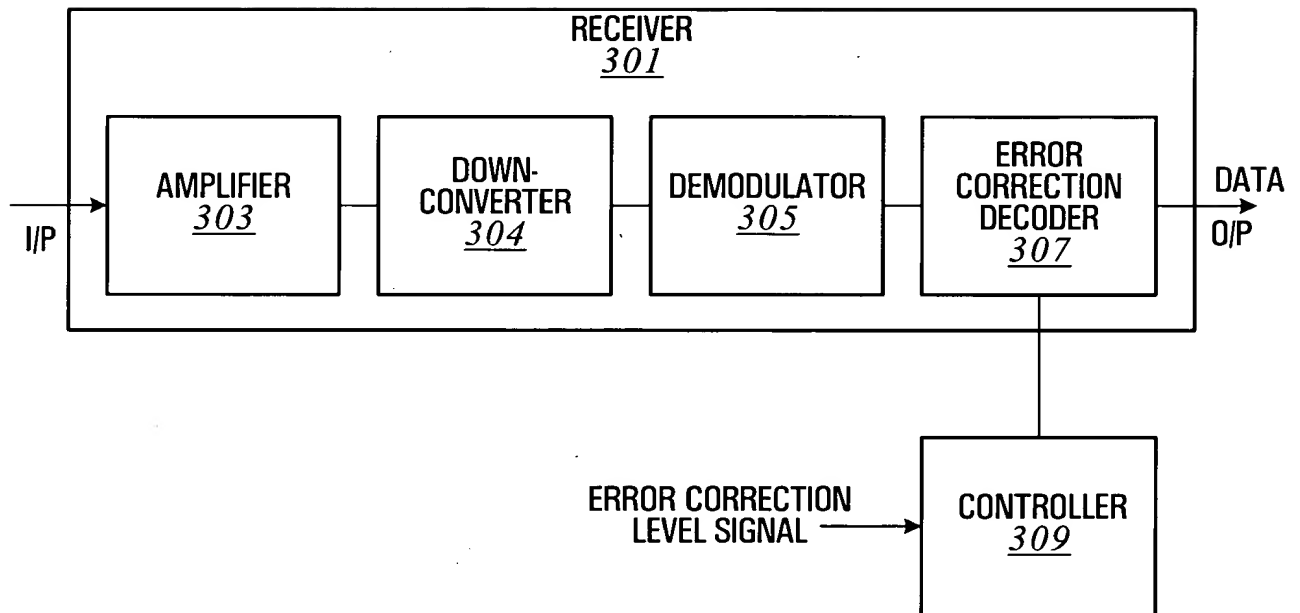 RECEIVER
301
I/P
AMPLIFIER
303
DOWN-
CONVERTER
304
DEMODULATOR
305
ERROR
CORRECTION
DECODER
307
DATA
O/P
ERROR CORRECTION
LEVEL SIGNAL
CONTROLLER
309